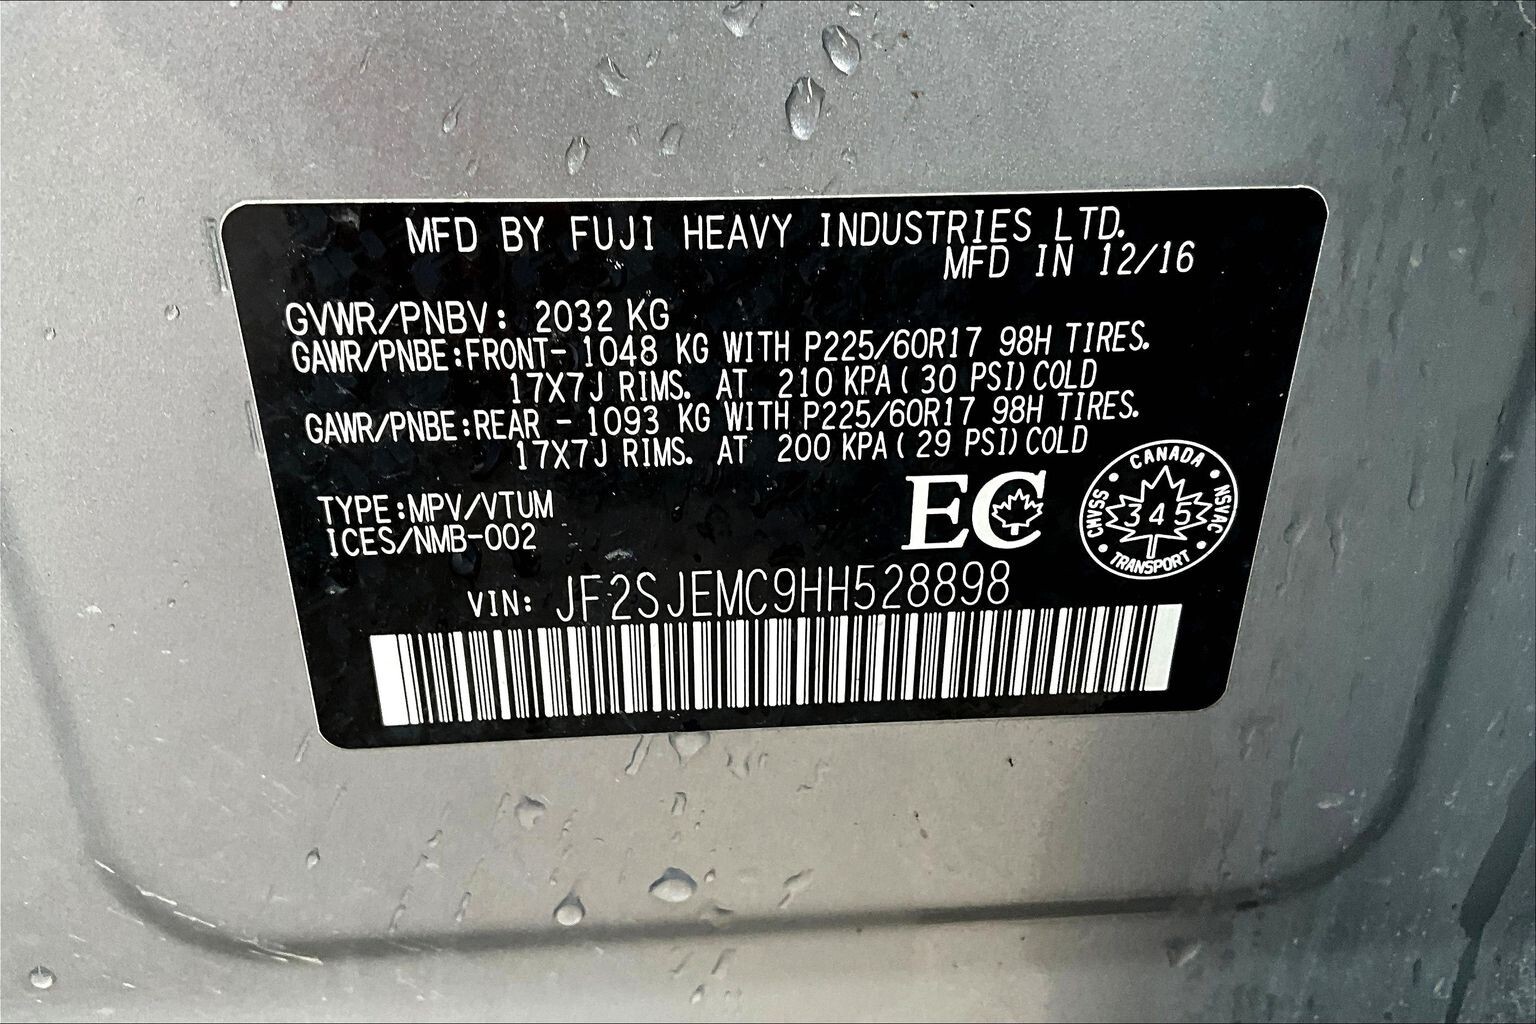 MFD BY FUJI HEAVY INDUSTRIES LTD.
MFD IN 12/16
GVWR/PNBV: 2032 KG
GAWR/PNBE:FRONT- 1048 KG WITH P225/60R17 98H TIRES.
17X7J RIMS. AT 210 KPA ( 30 PSI) COLD
GAWR/PNBE:REAR - 1093 KG WITH P225/60R17 98H TIRES.
17X7J RIMS. AT 200 KPA ( 29 PSI) COLD
TYPE:MPV/VTUM
ICES/NMB-002
EC
CANADA
CMVSS
345
NSVAC
TRANSPORT
VIN: JF2SJEMC9HH528898